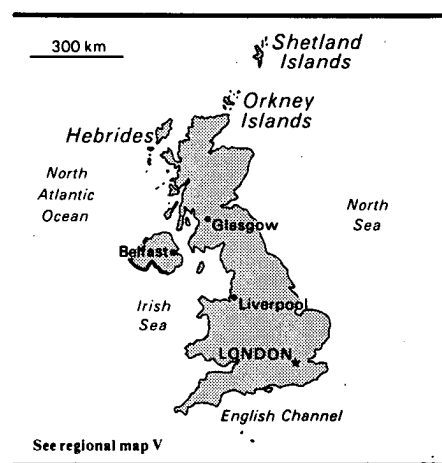 300 km
Shetland
Islands
Orkney
Islands
Hebrides
North
Atlantic
Ocean
North
Sea
Glasgow
Belfast
Irish
Sea
Liverpool
LONDON
English Channel
See regional map V